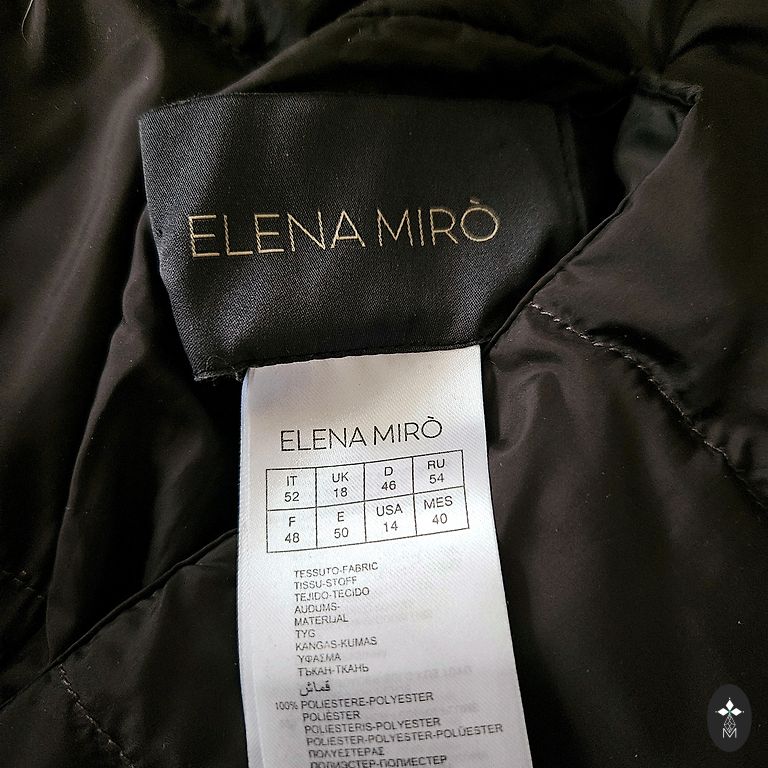 ELENA MIRÒ
ELENA MIRÒ
IT UK D RU
52 18 46 54
F E USA MES
48 50 14 40
TESSUTO-FABRIC
TISSU-STOFF
TEJIDO-TECIDO
AUDUMS-
MATERIJAL
TYG
KANGAS-KUMAS
ΥΦΑΣΜΑ
ТЪКАН-ТКАНЬ
قماش
100% POLIESTERE-POLYESTER
POLIÉSTER
POLIESTERIS-POLYESTER
POLIESTER-POLYESTER-POLÜESTER
ΠΟΛΥΕΣΤΕΡΑΣ
ПОЛИЭСТЕР-ПОЛИЕСТЕР
M